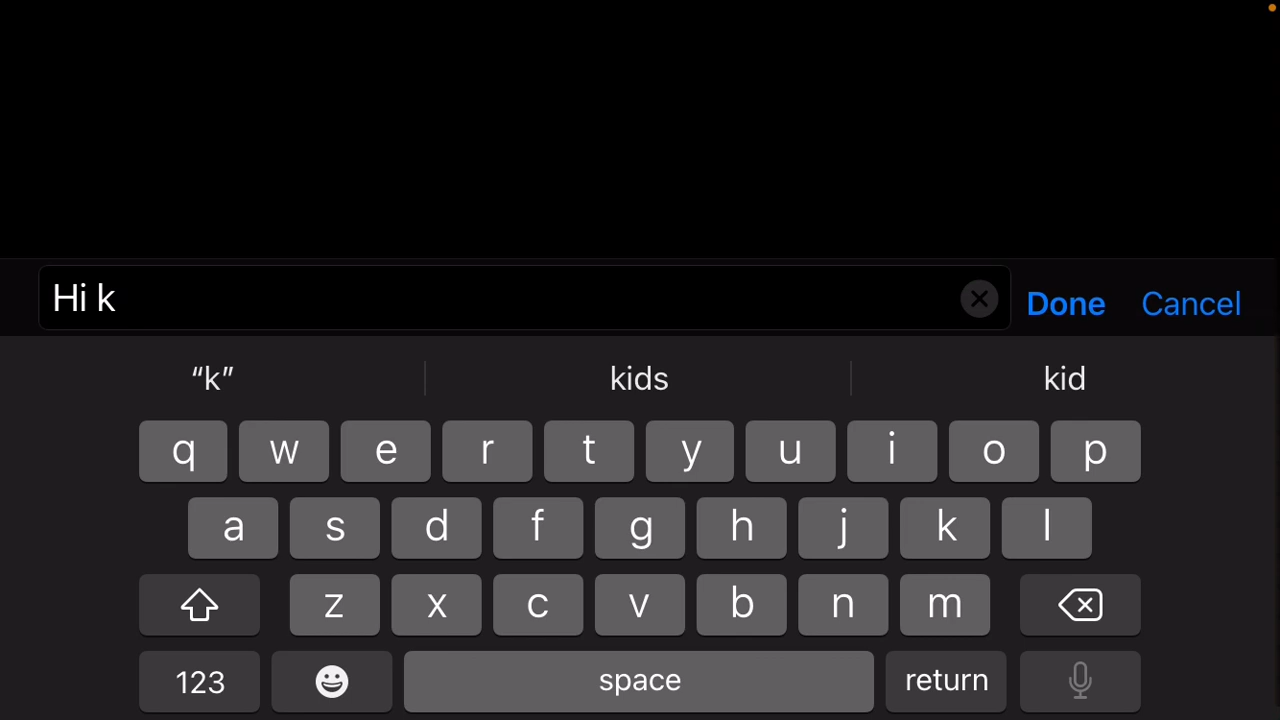 Hi k
Done
Cancel
“k”
kids
kid
q w e r t y u i o p
a s d f g h j k l
z x c v b n m
123
space
return